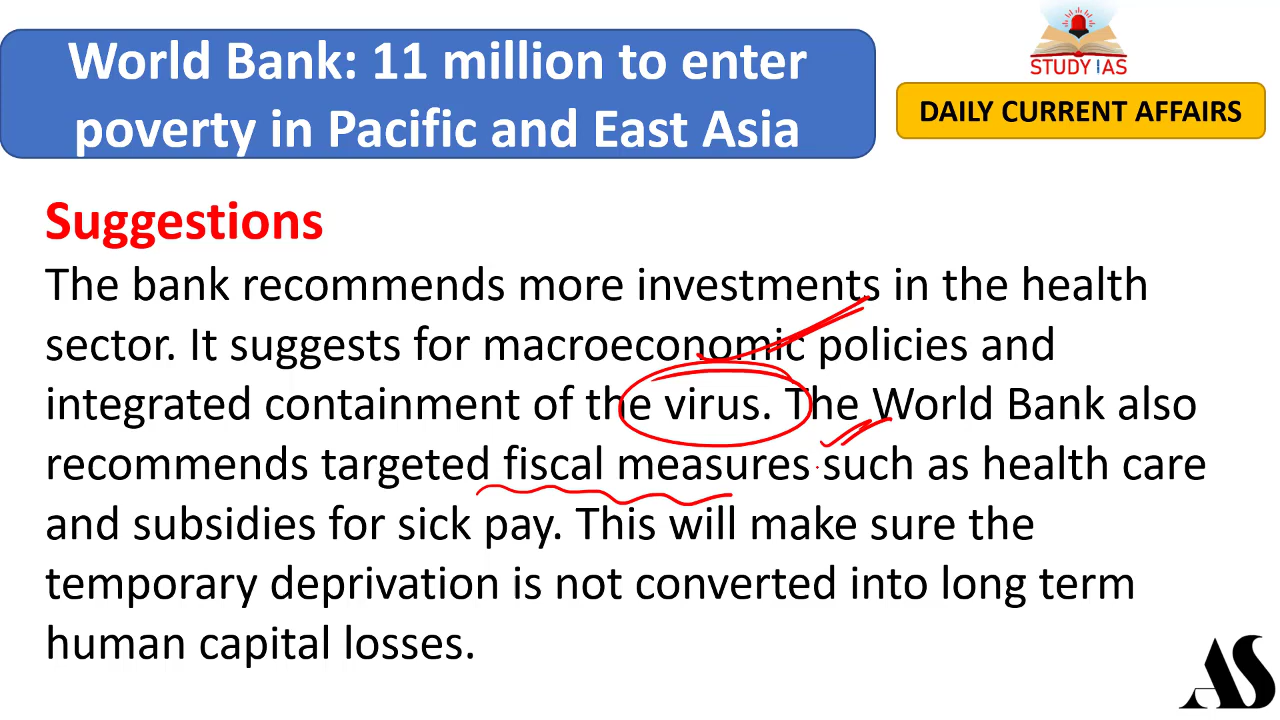 World Bank: 11 million to enter
poverty in Pacific and East Asia
STUDY IAS
DAILY CURRENT AFFAIRS
Suggestions
The bank recommends more investments in the health
sector. It suggests for macroeconomic policies and
integrated containment of the virus. The World Bank also
recommends targeted fiscal measures such as health care
and subsidies for sick pay. This will make sure the
temporary deprivation is not converted into long term
human capital losses.
AS